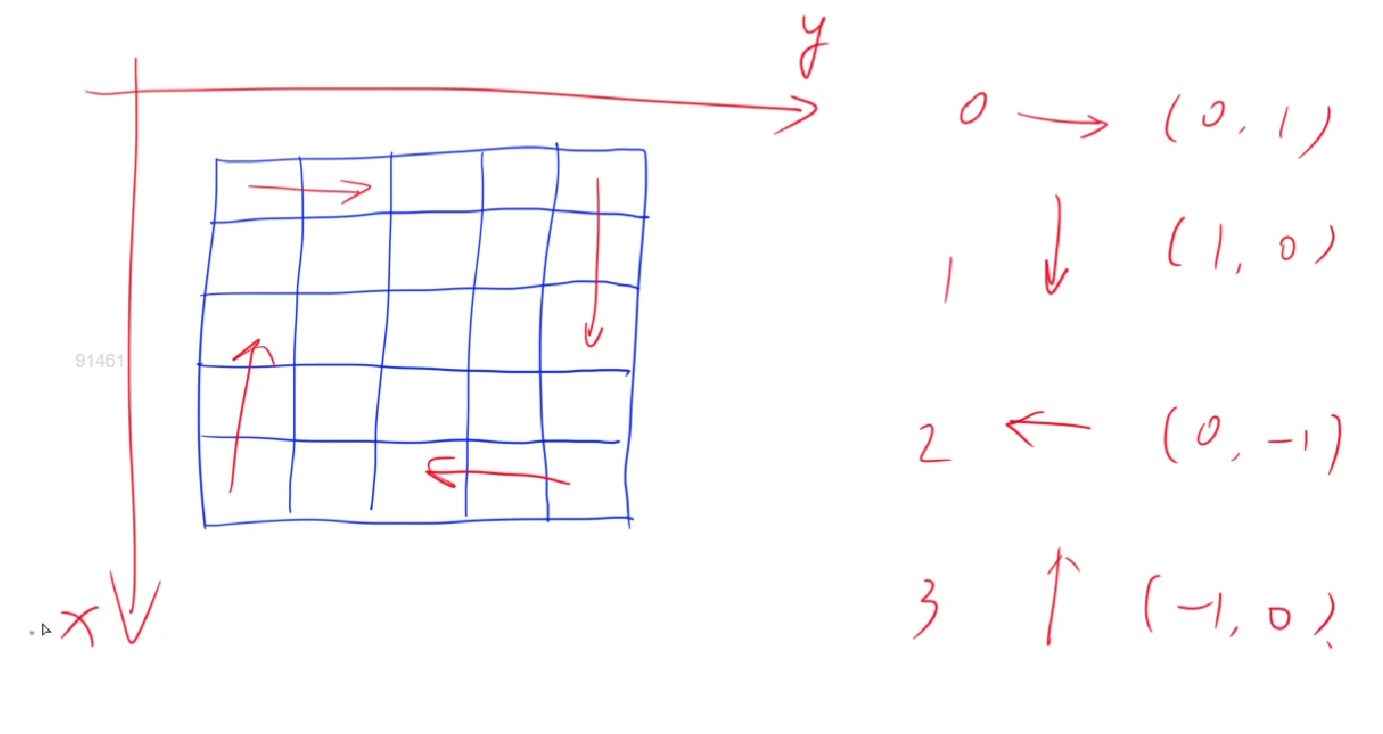 y
0 → (0, 1)
1 ↓ (1, 0)
91461
2 ← (0, -1)
3 ↑ (-1, 0)
x